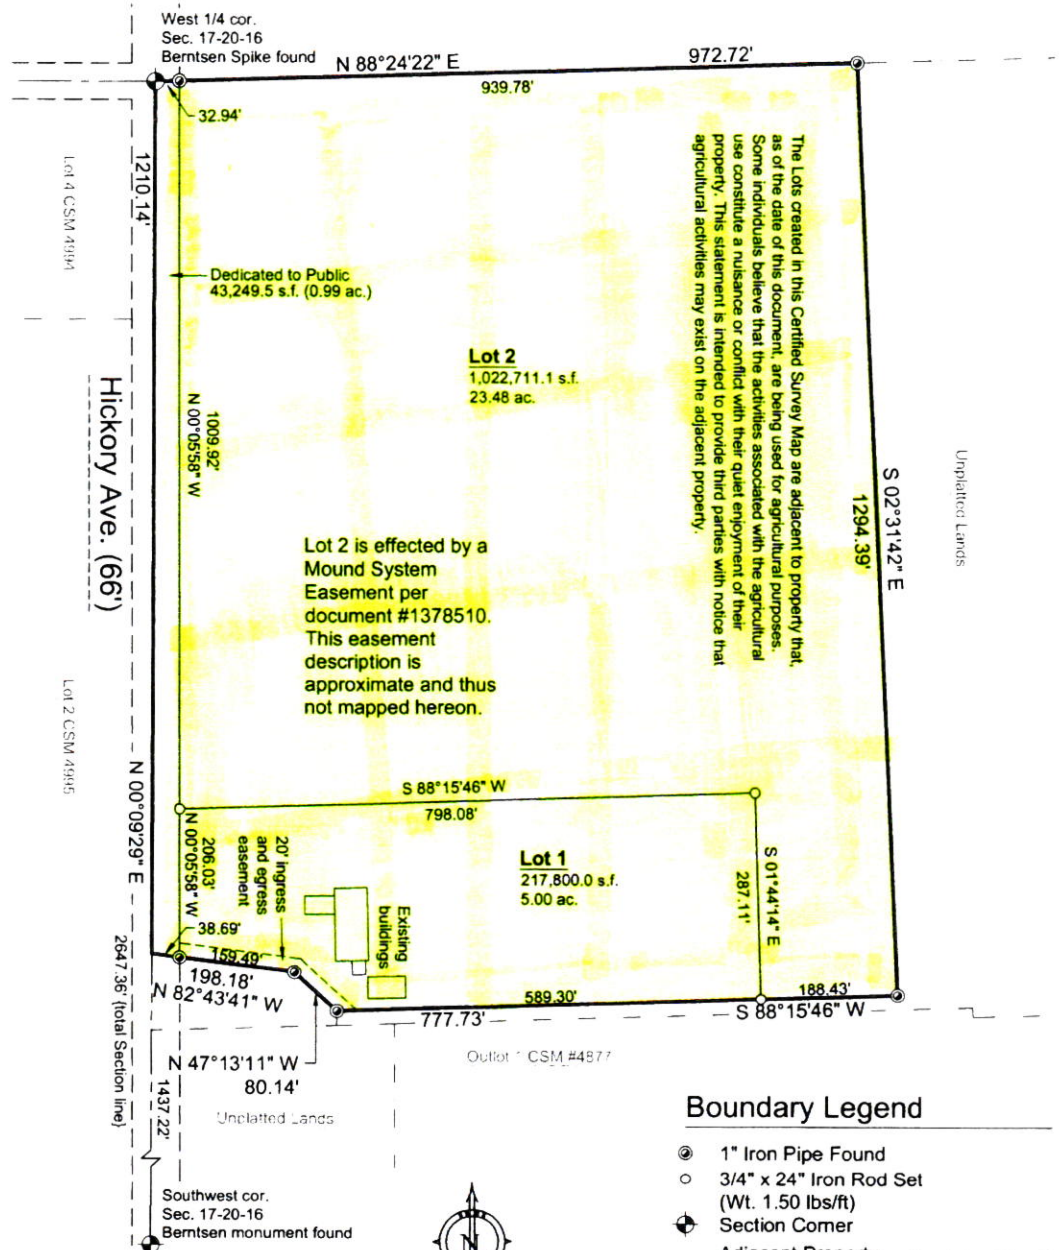 West 1/4 cor.
Sec. 17-20-16
Berntsen Spike found
N 88°24'22" E
972.72'
939.78'
32.94'
1210.14'
Lot 4 CSM 4994
Dedicated to Public
43,249.5 s.f. (0.99 ac.)
The Lots created in this Certified Survey Map are adjacent to property that,
as of the date of this document, are being used for agricultural purposes.
Some individuals believe that the activities associated with the agricultural
use constitute a nuisance or conflict with their quiet enjoyment of their
property. This statement is intended to provide third parties with notice that
agricultural activities may exist on the adjacent property.
Lot 2
1,022,711.1 s.f.
23.48 ac.
Hickory Ave. (66')
1009.92'
N 00°05'58" W
S 02°31'42" E
1294.39'
Unplatted Lands
Lot 2 is effected by a
Mound System
Easement per
document #1378510.
This easement
description is
approximate and thus
not mapped hereon.
Lot 2 CSM 4995
N 00°09'29" E
S 88°15'46" W
798.08'
206.03'
N 00°05'58" W
20' ingress
and egress
easement
Lot 1
217,800.0 s.f.
5.00 ac.
S 01°44'14" E
287.11'
Existing
buildings
38.69'
159.49'
198.18'
N 82°43'41" W
589.30'
188.43'
777.73'
S 88°15'46" W
2647.36' (total Section line)
N 47°13'11" W
80.14'
Outlot 1 CSM #4877
1437.22'
Unplatted Lands
Southwest cor.
Sec. 17-20-16
Berntsen monument found
N
Boundary Legend
1" Iron Pipe Found
3/4" x 24" Iron Rod Set
(Wt. 1.50 lbs/ft)
Section Corner